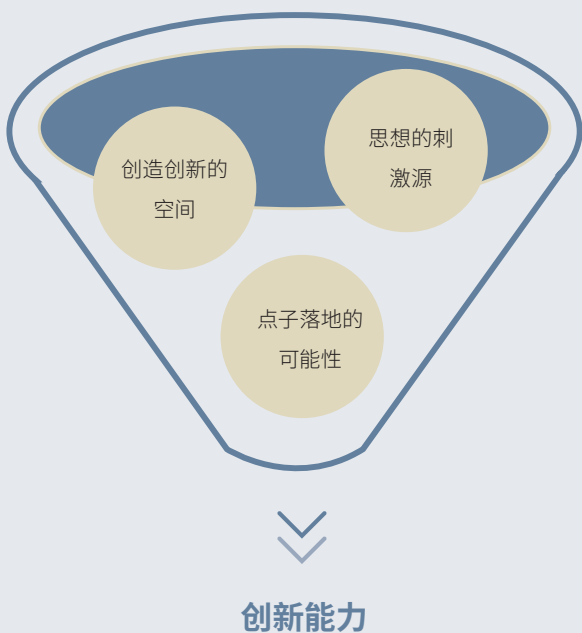 思想的刺
激源
创造创新的
空间
点子落地的
可能性
创新能力